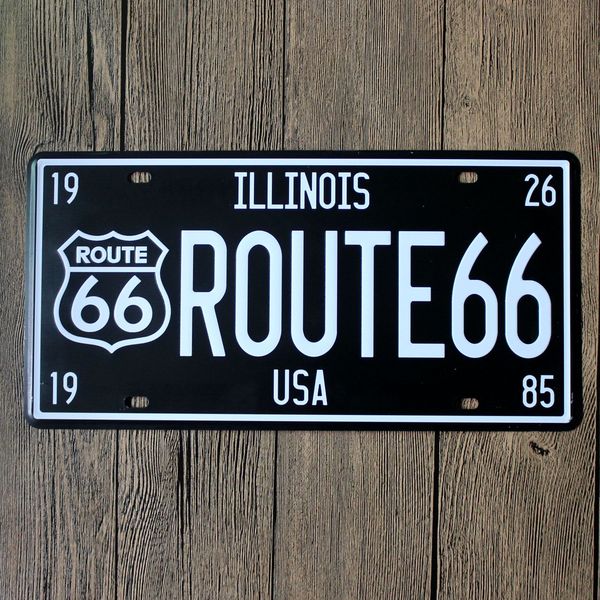 19 ILLINOIS 26
ROUTE
66
ROUTE66
19 USA 85